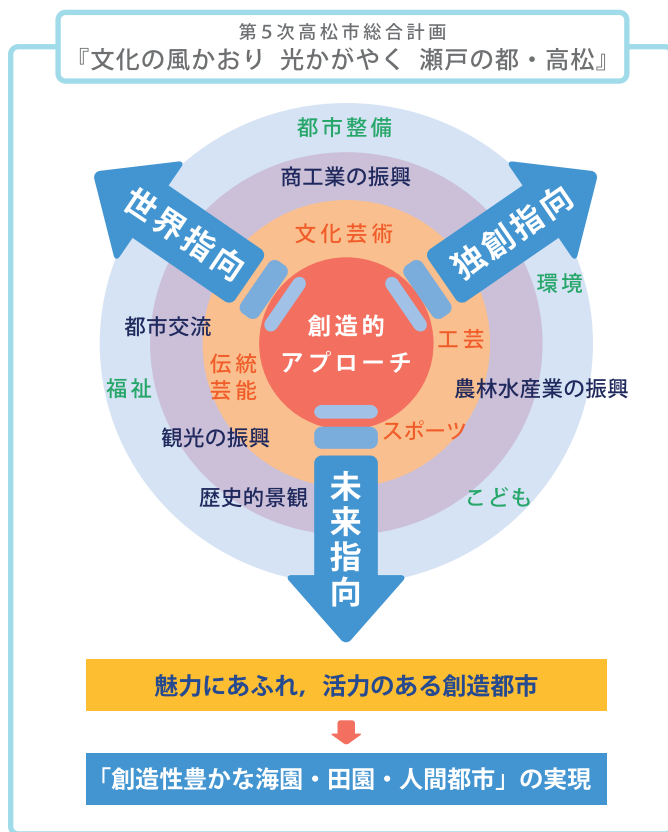 第5次高松市総合計画
『文化の風かおり 光かがやく 瀬戸の都・高松』
都市整備
商工業の振興
文化芸術
世界指向
独創指向
環境
創造的
アプローチ
都市交流
工芸
伝統
芸能
福祉
農林水産業の振興
観光の振興
スポーツ
歴史的景観
こども
未来指向
魅力にあふれ，活力のある創造都市
「創造性豊かな海園・田園・人間都市」の実現